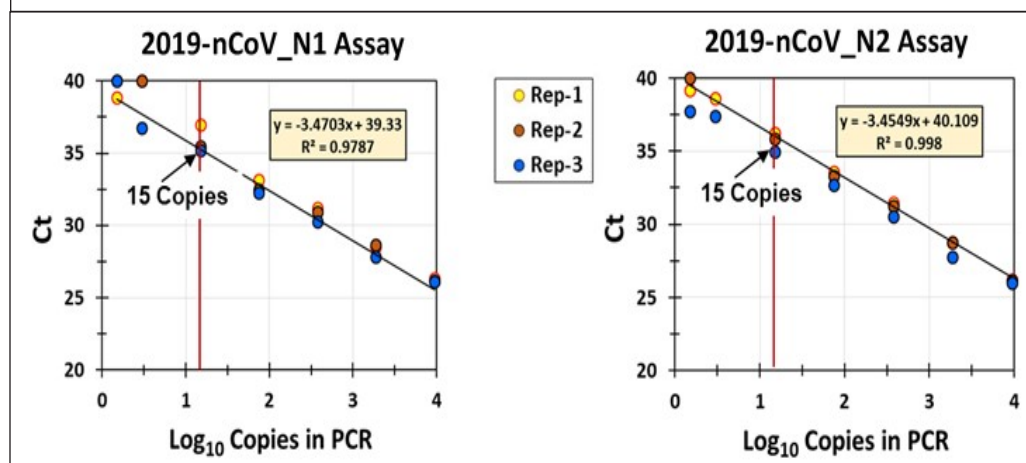 2019-nCoV_N1 Assay
40
35
30
25
20
Ct
y = -3.4703x + 39.33
R² = 0.9787
15 Copies
0 1 2 3 4
Log₁₀ Copies in PCR
Rep-1
Rep-2
Rep-3
2019-nCoV_N2 Assay
40
35
30
25
20
Ct
y = -3.4549x + 40.109
R² = 0.998
15 Copies
0 1 2 3 4
Log₁₀ Copies in PCR